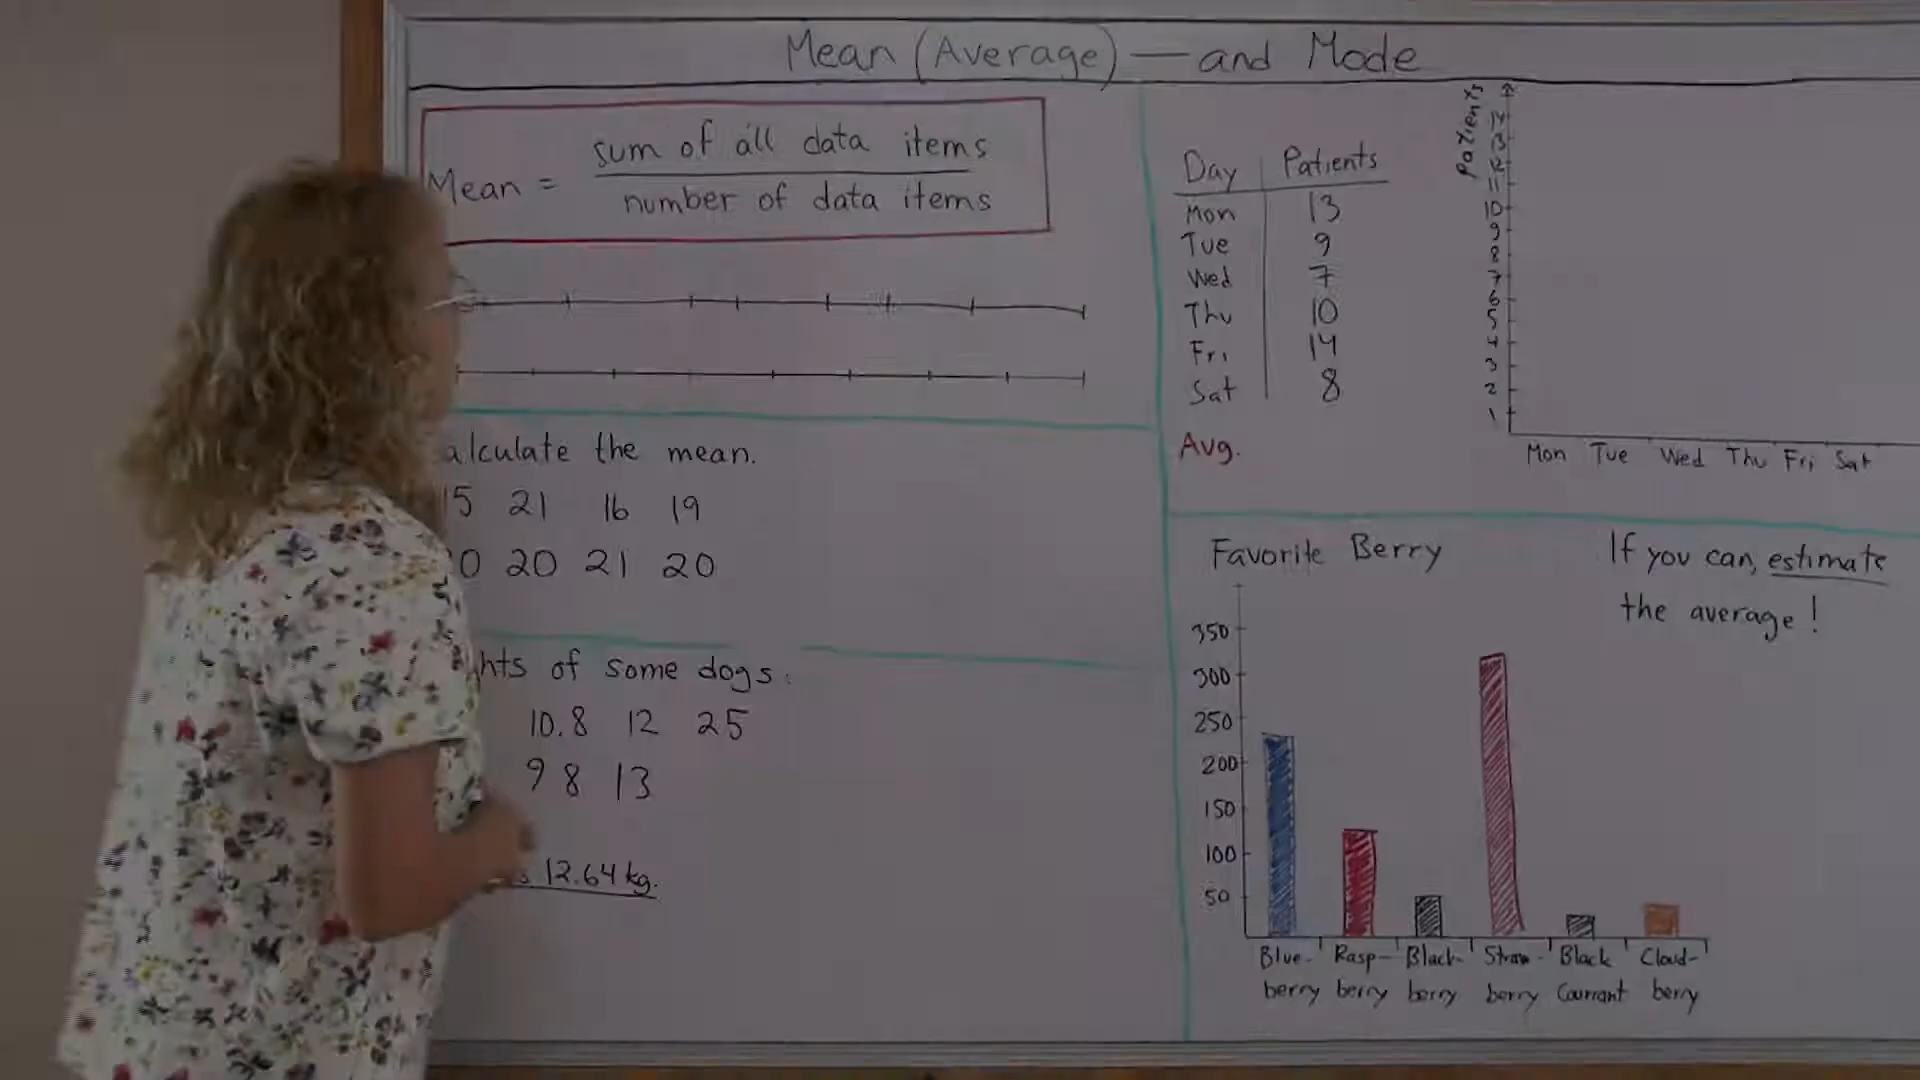 Mean (Average) — and Mode
Mean = sum of all data items
number of data items
alculate the mean.
15 21 16 19
0 20 21 20
hts of some dogs:
10.8 12 25
9 8 13
s 12.64 kg.
Day Patients
Mon 13
Tue 9
Wed 7
Thu 10
Fri 14
Sat 8
Avg.
Patients
14
13
12
11
10
9
8
7
6
5
4
3
2
1
Mon Tue Wed Thu Fri Sat
Favorite Berry
If you can, estimate
the average!
350
300
250
200
150
100
50
Blue- Rasp- Black- Straw- Black Cloud-
berry berry berry berry Courrant berry